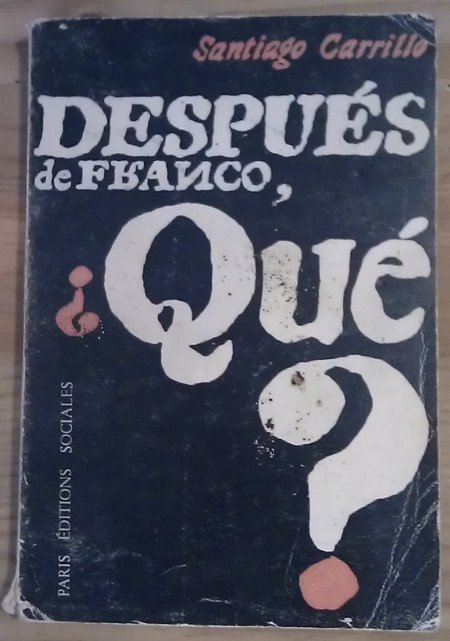 Santiago Carrillo
DESPUÉS
de FRANCO,
¿Qué
?
PARIS ÉDITIONS SOCIALES